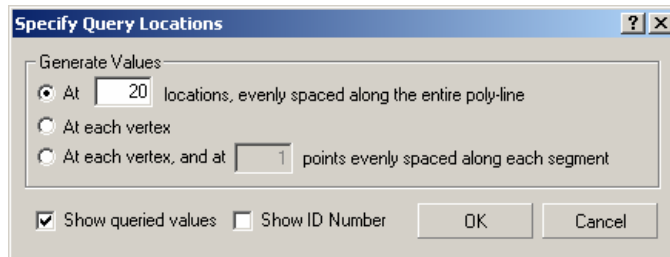 Specify Query Locations
Generate Values
At 20 locations, evenly spaced along the entire poly-line
At each vertex
At each vertex, and at 1 points evenly spaced along each segment
Show queried values Show ID Number OK Cancel